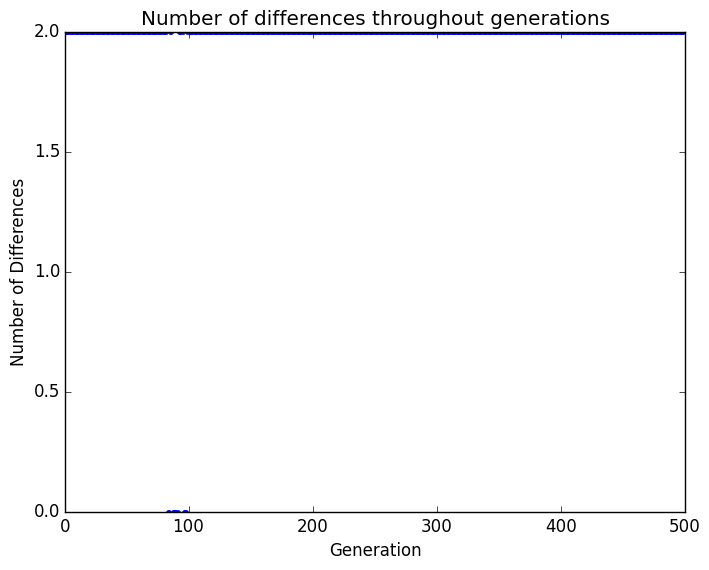 Number of differences throughout generations
2.0
1.5
1.0
0.5
0.0
Number of Differences
0 100 200 300 400 500
Generation